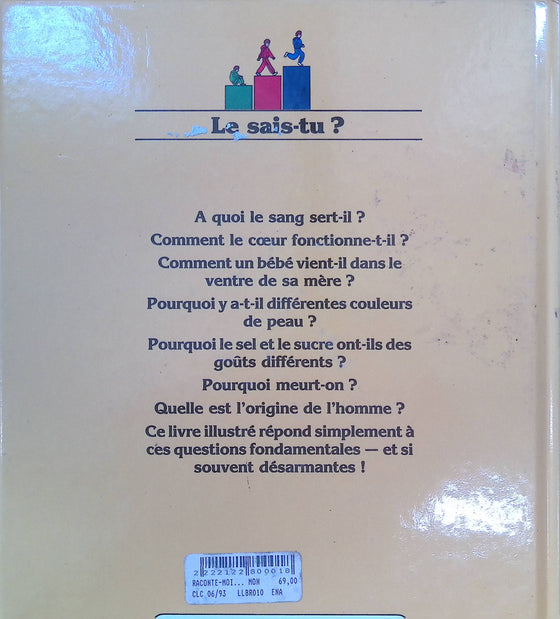 Le sais-tu ?
A quoi le sang sert-il ?
Comment le cœur fonctionne-t-il ?
Comment un bébé vient-il dans le
ventre de sa mère ?
Pourquoi y a-t-il différentes couleurs
de peau ?
Pourquoi le sel et le sucre ont-ils des
goûts différents ?
Pourquoi meurt-on ?
Quelle est l'origine de l'homme ?
Ce livre illustré répond simplement à
ces questions fondamentales — et si
souvent désarmantes !
2222122800018
RACONTE-MOI... MON 69,00
CLC 06/93 LLBRO10 ENA